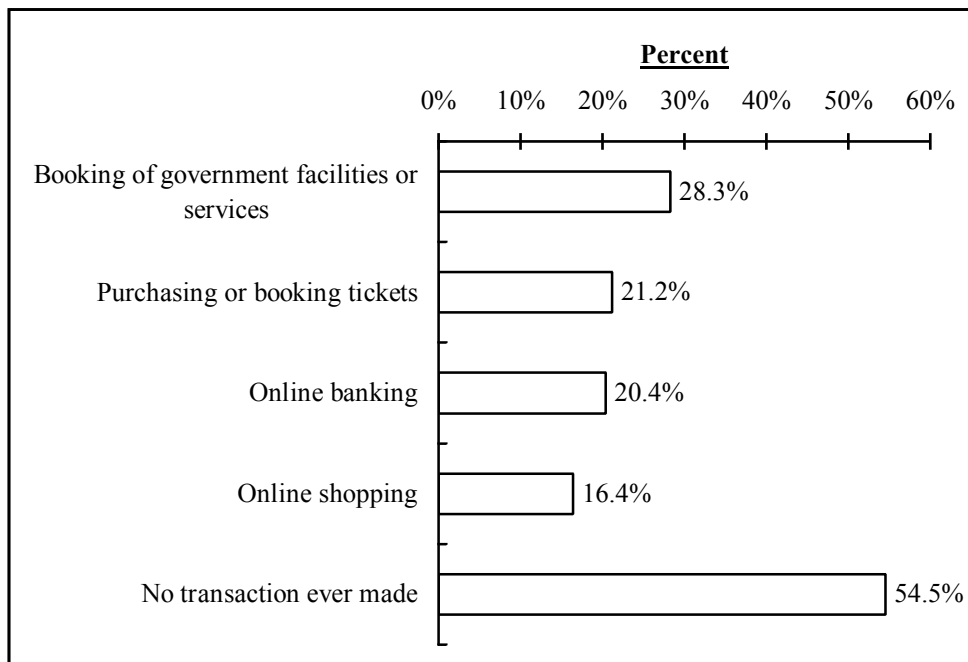 Percent
0% 10% 20% 30% 40% 50% 60%
Booking of government facilities or
services
28.3%
Purchasing or booking tickets
21.2%
Online banking
20.4%
Online shopping
16.4%
No transaction ever made
54.5%